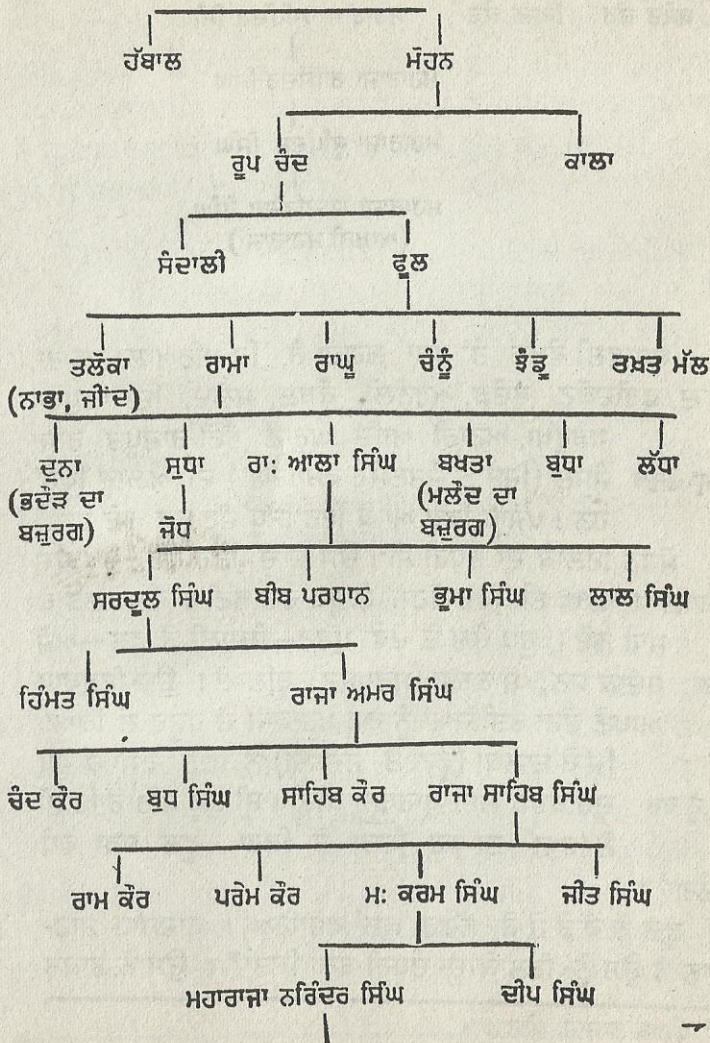 ਹੱਬਾਲ ਮੋਹਨ
ਰੂਪ ਚੰਦ ਕਾਲਾ
ਸੰਦਾਲੀ ਫੂਲ
ਤਲੋਕਾ ਰਾਮਾ ਰਾਘੂ ਚੰਨੂੰ ਝੰਡੂ ਤਖ਼ਤ ਮੱਲ
(ਨਾਭਾ, ਜੀਂਦ)
ਦੁਨਾ ਸੁਧਾ ਰਾ: ਆਲਾ ਸਿੰਘ ਬਖਤਾ ਬੁਧਾ ਲੱਧਾ
(ਭਦੌੜ ਦਾ (ਮਲੌਦ ਦਾ
ਬਜ਼ੁਰਗ) ਜੋਧ ਬਜ਼ੁਰਗ)
ਸਰਦੂਲ ਸਿੰਘ ਬੀਬ ਪਰਧਾਨ ਭੂਮਾ ਸਿੰਘ ਲਾਲ ਸਿੰਘ
ਹਿੰਮਤ ਸਿੰਘ ਰਾਜਾ ਅਮਰ ਸਿੰਘ
ਚੰਦ ਕੌਰ ਬੁਧ ਸਿੰਘ ਸਾਹਿਬ ਕੌਰ ਰਾਜਾ ਸਾਹਿਬ ਸਿੰਘ
ਰਾਮ ਕੌਰ ਪਰੇਮ ਕੌਰ ਮ: ਕਰਮ ਸਿੰਘ ਜੀਤ ਸਿੰਘ
ਮਹਾਰਾਜਾ ਨਰਿੰਦਰ ਸਿੰਘ ਦੀਪ ਸਿੰਘ